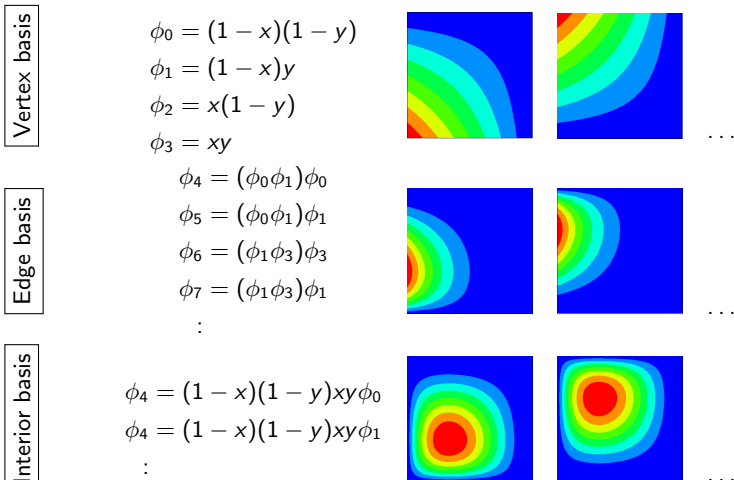 Vertex basis
ϕ₀ = (1 − x)(1 − y)
ϕ₁ = (1 − x)y
ϕ₂ = x(1 − y)
ϕ₃ = xy
...
Edge basis
ϕ₄ = (ϕ₀ϕ₁)ϕ₀
ϕ₅ = (ϕ₀ϕ₁)ϕ₁
ϕ₆ = (ϕ₁ϕ₃)ϕ₃
ϕ₇ = (ϕ₁ϕ₃)ϕ₁
:
...
Interior basis
ϕ₄ = (1 − x)(1 − y)xyϕ₀
ϕ₄ = (1 − x)(1 − y)xyϕ₁
:
...